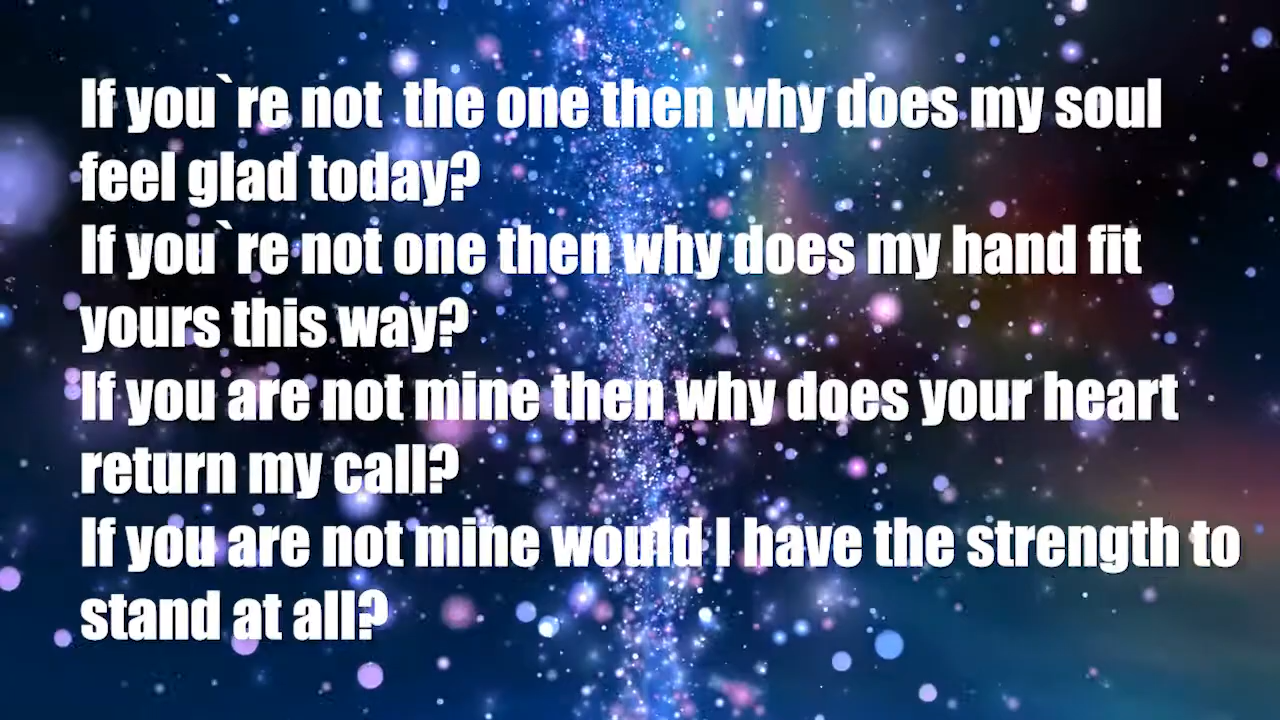 If you`re not  the one then why does my soul
feel glad today?
If you`re not one then why does my hand fit
yours this way?
If you are not mine then why does your heart
return my call?
If you are not mine would I have the strength to
stand at all?